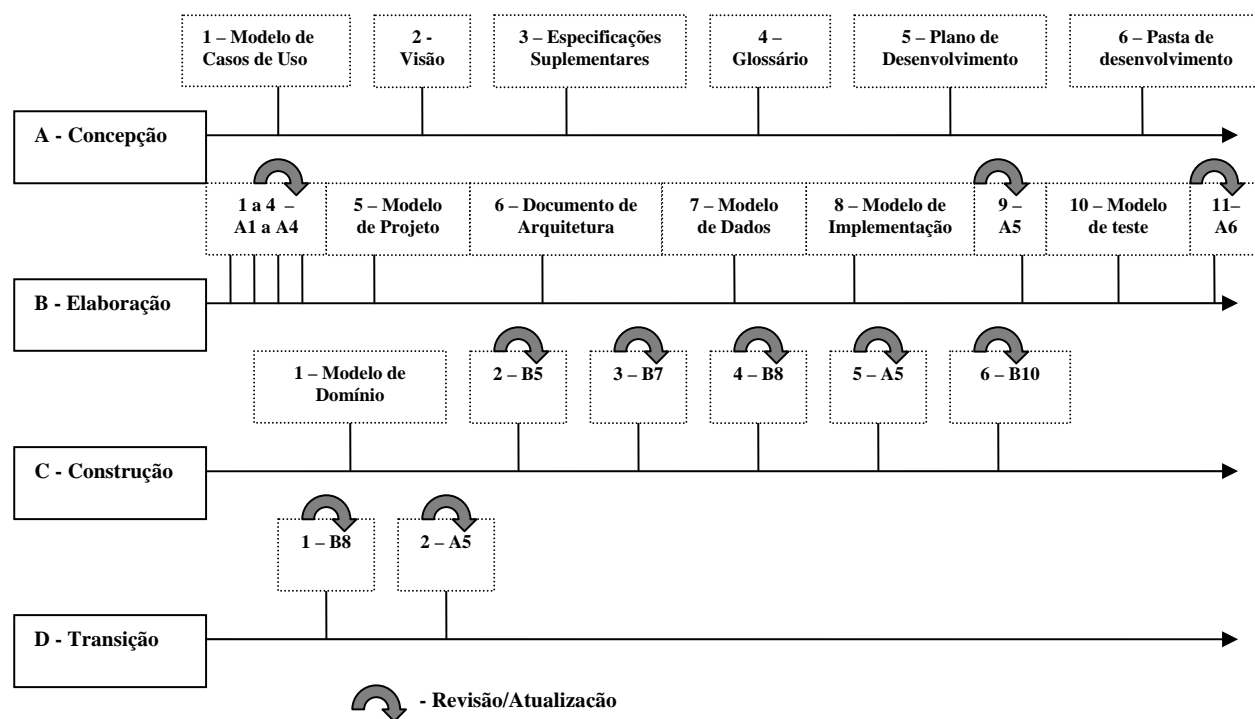 1 – Modelo de
Casos de Uso
2 -
Visão
3 – Especificações
Suplementares
4 –
Glossário
5 – Plano de
Desenvolvimento
6 – Pasta de
desenvolvimento
A - Concepção
1 a 4 –
A1 a A4
5 – Modelo
de Projeto
6 – Documento de
Arquitetura
7 – Modelo
de Dados
8 – Modelo de
Implementação
9 –
A5
10 – Modelo
de teste
11–
A6
B - Elaboração
1 – Modelo de
Domínio
2 – B5
3 – B7
4 – B8
5 – A5
6 – B10
C - Construção
1 – B8
2 – A5
D - Transição
- Revisão/Atualização